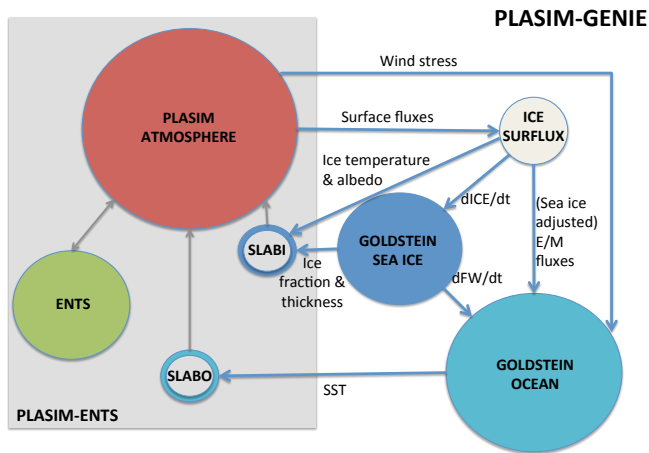 PLASIM-GENIE
Wind stress
PLASIM
ATMOSPHERE
Surface fluxes
ICE
SURFLUX
Ice temperature
& albedo
dICE/dt
(Sea ice
adjusted)
E/M
fluxes
SLABI
GOLDSTEIN
SEA ICE
Ice
fraction &
thickness
dFW/dt
ENTS
SLABO
SST
GOLDSTEIN
OCEAN
PLASIM-ENTS